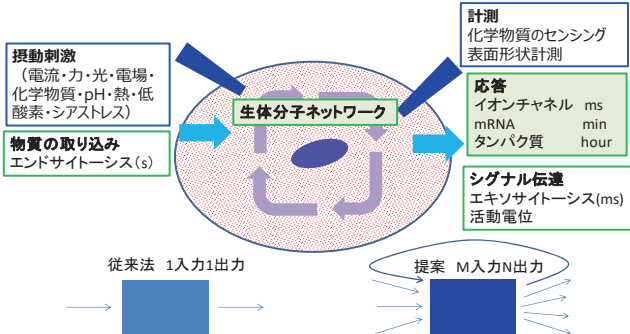 摂動刺激
（電流・力・光・電場・
化学物質・pH・熱・低
酸素・シアストレス）
物質の取り込み
エンドサイトーシス（s）
生体分子ネットワーク
計測
化学物質のセンシング
表面形状計測
応答
イオンチャネル ms
mRNA min
タンパク質 hour
シグナル伝達
エキソサイトーシス(ms)
活動電位
従来法 1入力1出力
提案 M入力N出力